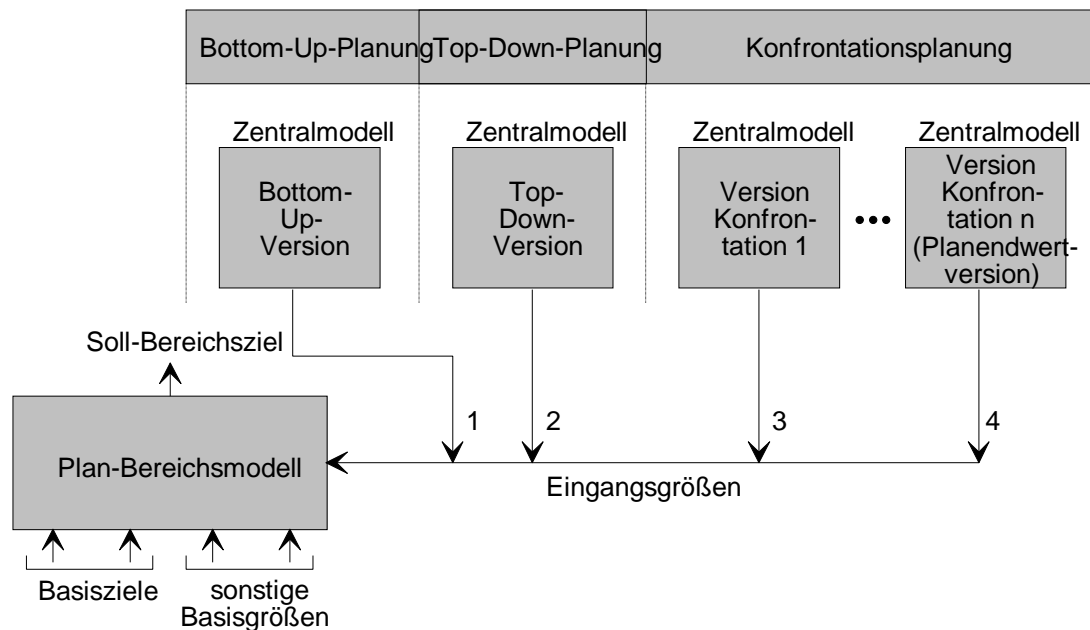 Bottom-Up-Planung
Top-Down-Planung
Konfrontationsplanung
Zentralmodell
Zentralmodell
Zentralmodell
Zentralmodell
Bottom-
Up-
Version
Top-
Down-
Version
Version
Konfron-
tation 1
•••
Version
Konfron-
tation n
(Planendwert-
version)
Soll-Bereichsziel
1
2
3
4
Plan-Bereichsmodell
Eingangsgrößen
Basisziele
sonstige
Basisgrößen